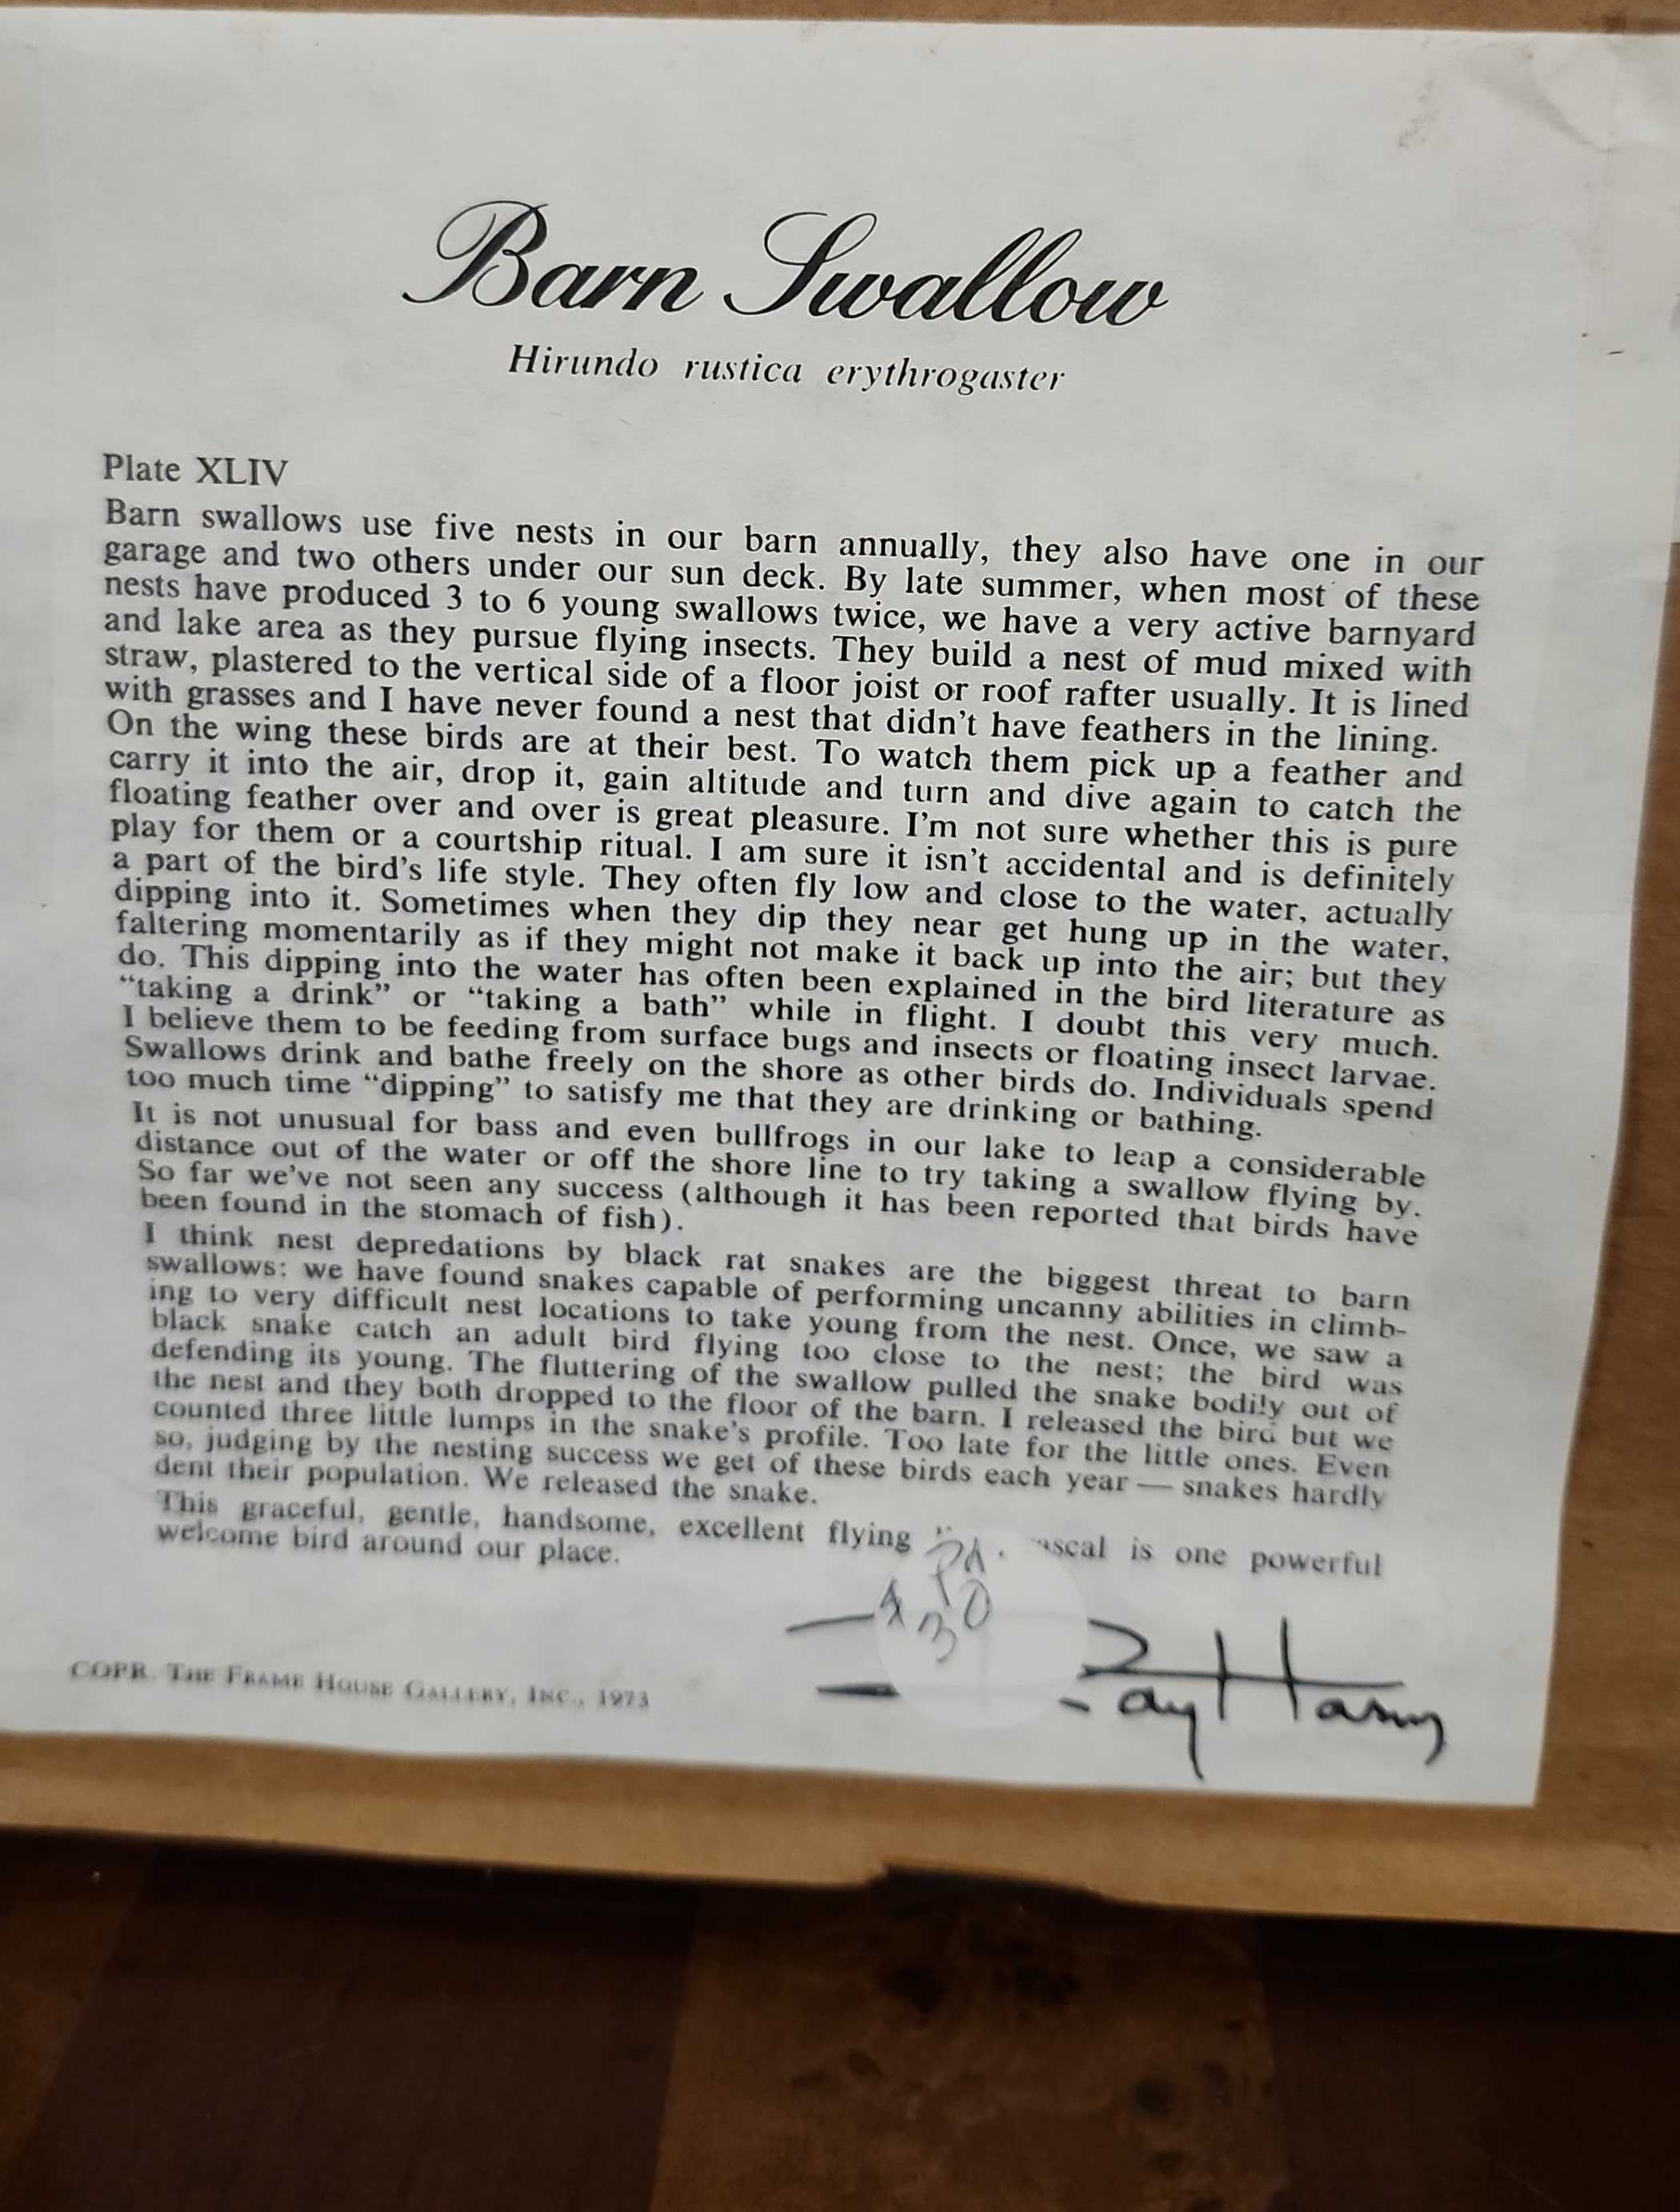 Barn Swallow
Hirundo rustica erythrogaster
Plate XLIV
Barn swallows use five nests in our barn annually, they also have one in our
garage and two others under our sun deck. By late summer, when most of these
nests have produced 3 to 6 young swallows twice, we have a very active barnyard
and lake area as they pursue flying insects. They build a nest of mud mixed with
straw, plastered to the vertical side of a floor joist or roof rafter usually. It is lined
with grasses and I have never found a nest that didn't have feathers in the lining.
On the wing these birds are at their best. To watch them pick up a feather and
carry it into the air, drop it, gain altitude and turn and dive again to catch the
floating feather over and over is great pleasure. I'm not sure whether this is pure
play for them or a courtship ritual. I am sure it isn't accidental and is definitely
a part of the bird's life style. They often fly low and close to the water, actually
dipping into it. Sometimes when they dip they near get hung up in the water,
faltering momentarily as if they might not make it back up into the air; but they
do. This dipping into the water has often been explained in the bird literature as
"taking a drink" or "taking a bath" while in flight. I doubt this very much.
I believe them to be feeding from surface bugs and insects or floating insect larvae.
Swallows drink and bathe freely on the shore as other birds do. Individuals spend
too much time "dipping" to satisfy me that they are drinking or bathing.
It is not unusual for bass and even bullfrogs in our lake to leap a considerable
distance out of the water or off the shore line to try taking a swallow flying by.
So far we've not seen any success (although it has been reported that birds have
been found in the stomach of fish).
I think nest depredations by black rat snakes are the biggest threat to barn
swallows: we have found snakes capable of performing uncanny abilities in climb-
ing to very difficult nest locations to take young from the nest. Once, we saw a
black snake catch an adult bird flying too close to the nest; the bird was
defending its young. The fluttering of the swallow pulled the snake bodily out of
the nest and they both dropped to the floor of the barn. I released the bird but we
counted three little lumps in the snake's profile. Too late for the little ones. Even
so, judging by the nesting success we get of these birds each year — snakes hardly
dent their population. We released the snake.
This graceful, gentle, handsome, excellent flying is one powerful
welcome bird around our place.
Pd.
$30
Ray Harm
COPR. THE FRAME HOUSE GALLERY, INC., 1973